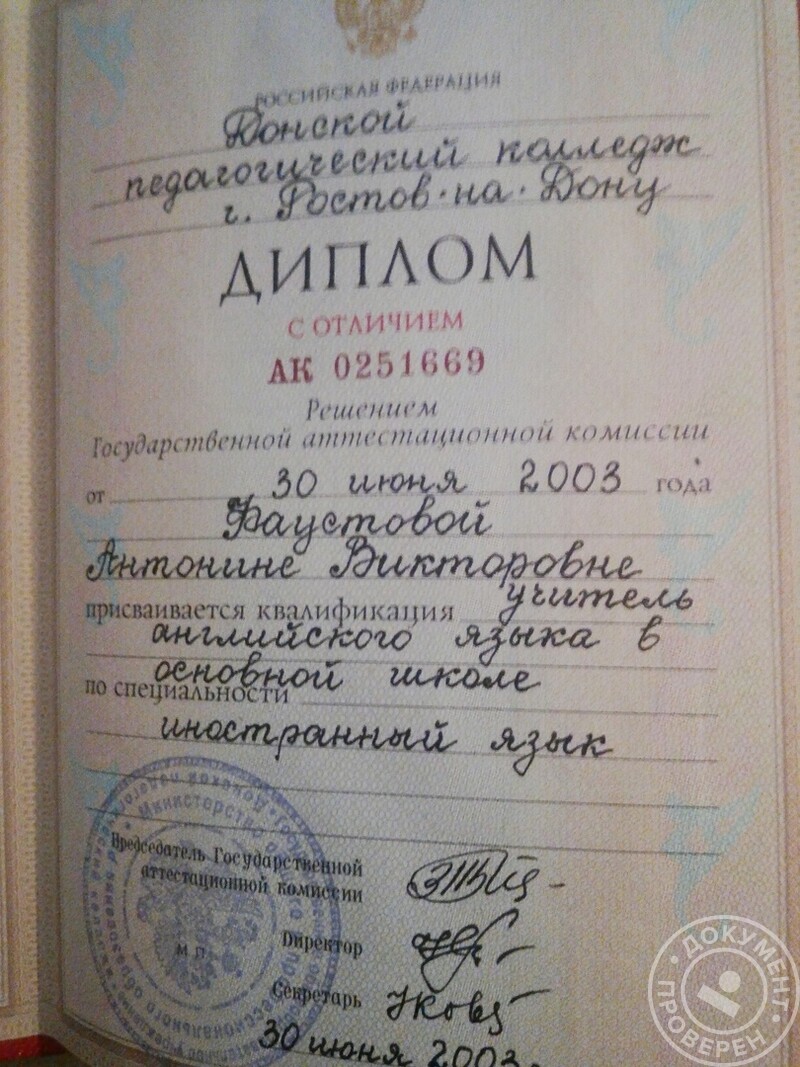 РОССИЙСКАЯ ФЕДЕРАЦИЯ
Донской
педагогический колледж
г. Ростов-на-Дону
ДИПЛОМ
С ОТЛИЧИЕМ
АК 0251669
Решением
Государственной аттестационной комиссии
от 30 июня 2003 года
Фаустовой
Антонине Викторовне
присваивается квалификация учитель
английского языка в
основной школе
по специальности
иностранный язык
Председатель Государственной
аттестационной комиссии
Директор
М П
Секретарь
30 июня 2003
Министерство
ДОКУМЕНТ
ПРОВЕРЕН